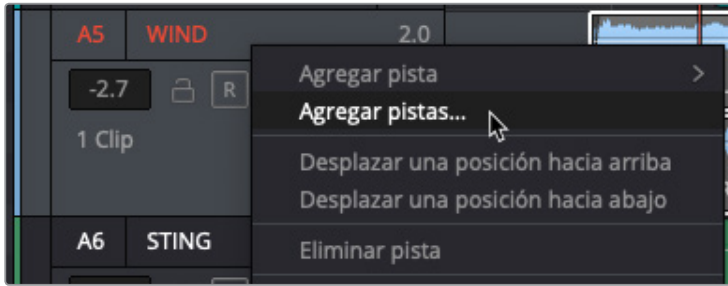 A5 WIND 2.0
Agregar pista >
-2.7 R
Agregar pistas...
1 Clip
Desplazar una posición hacia arriba
Desplazar una posición hacia abajo
A6 STING
Eliminar pista